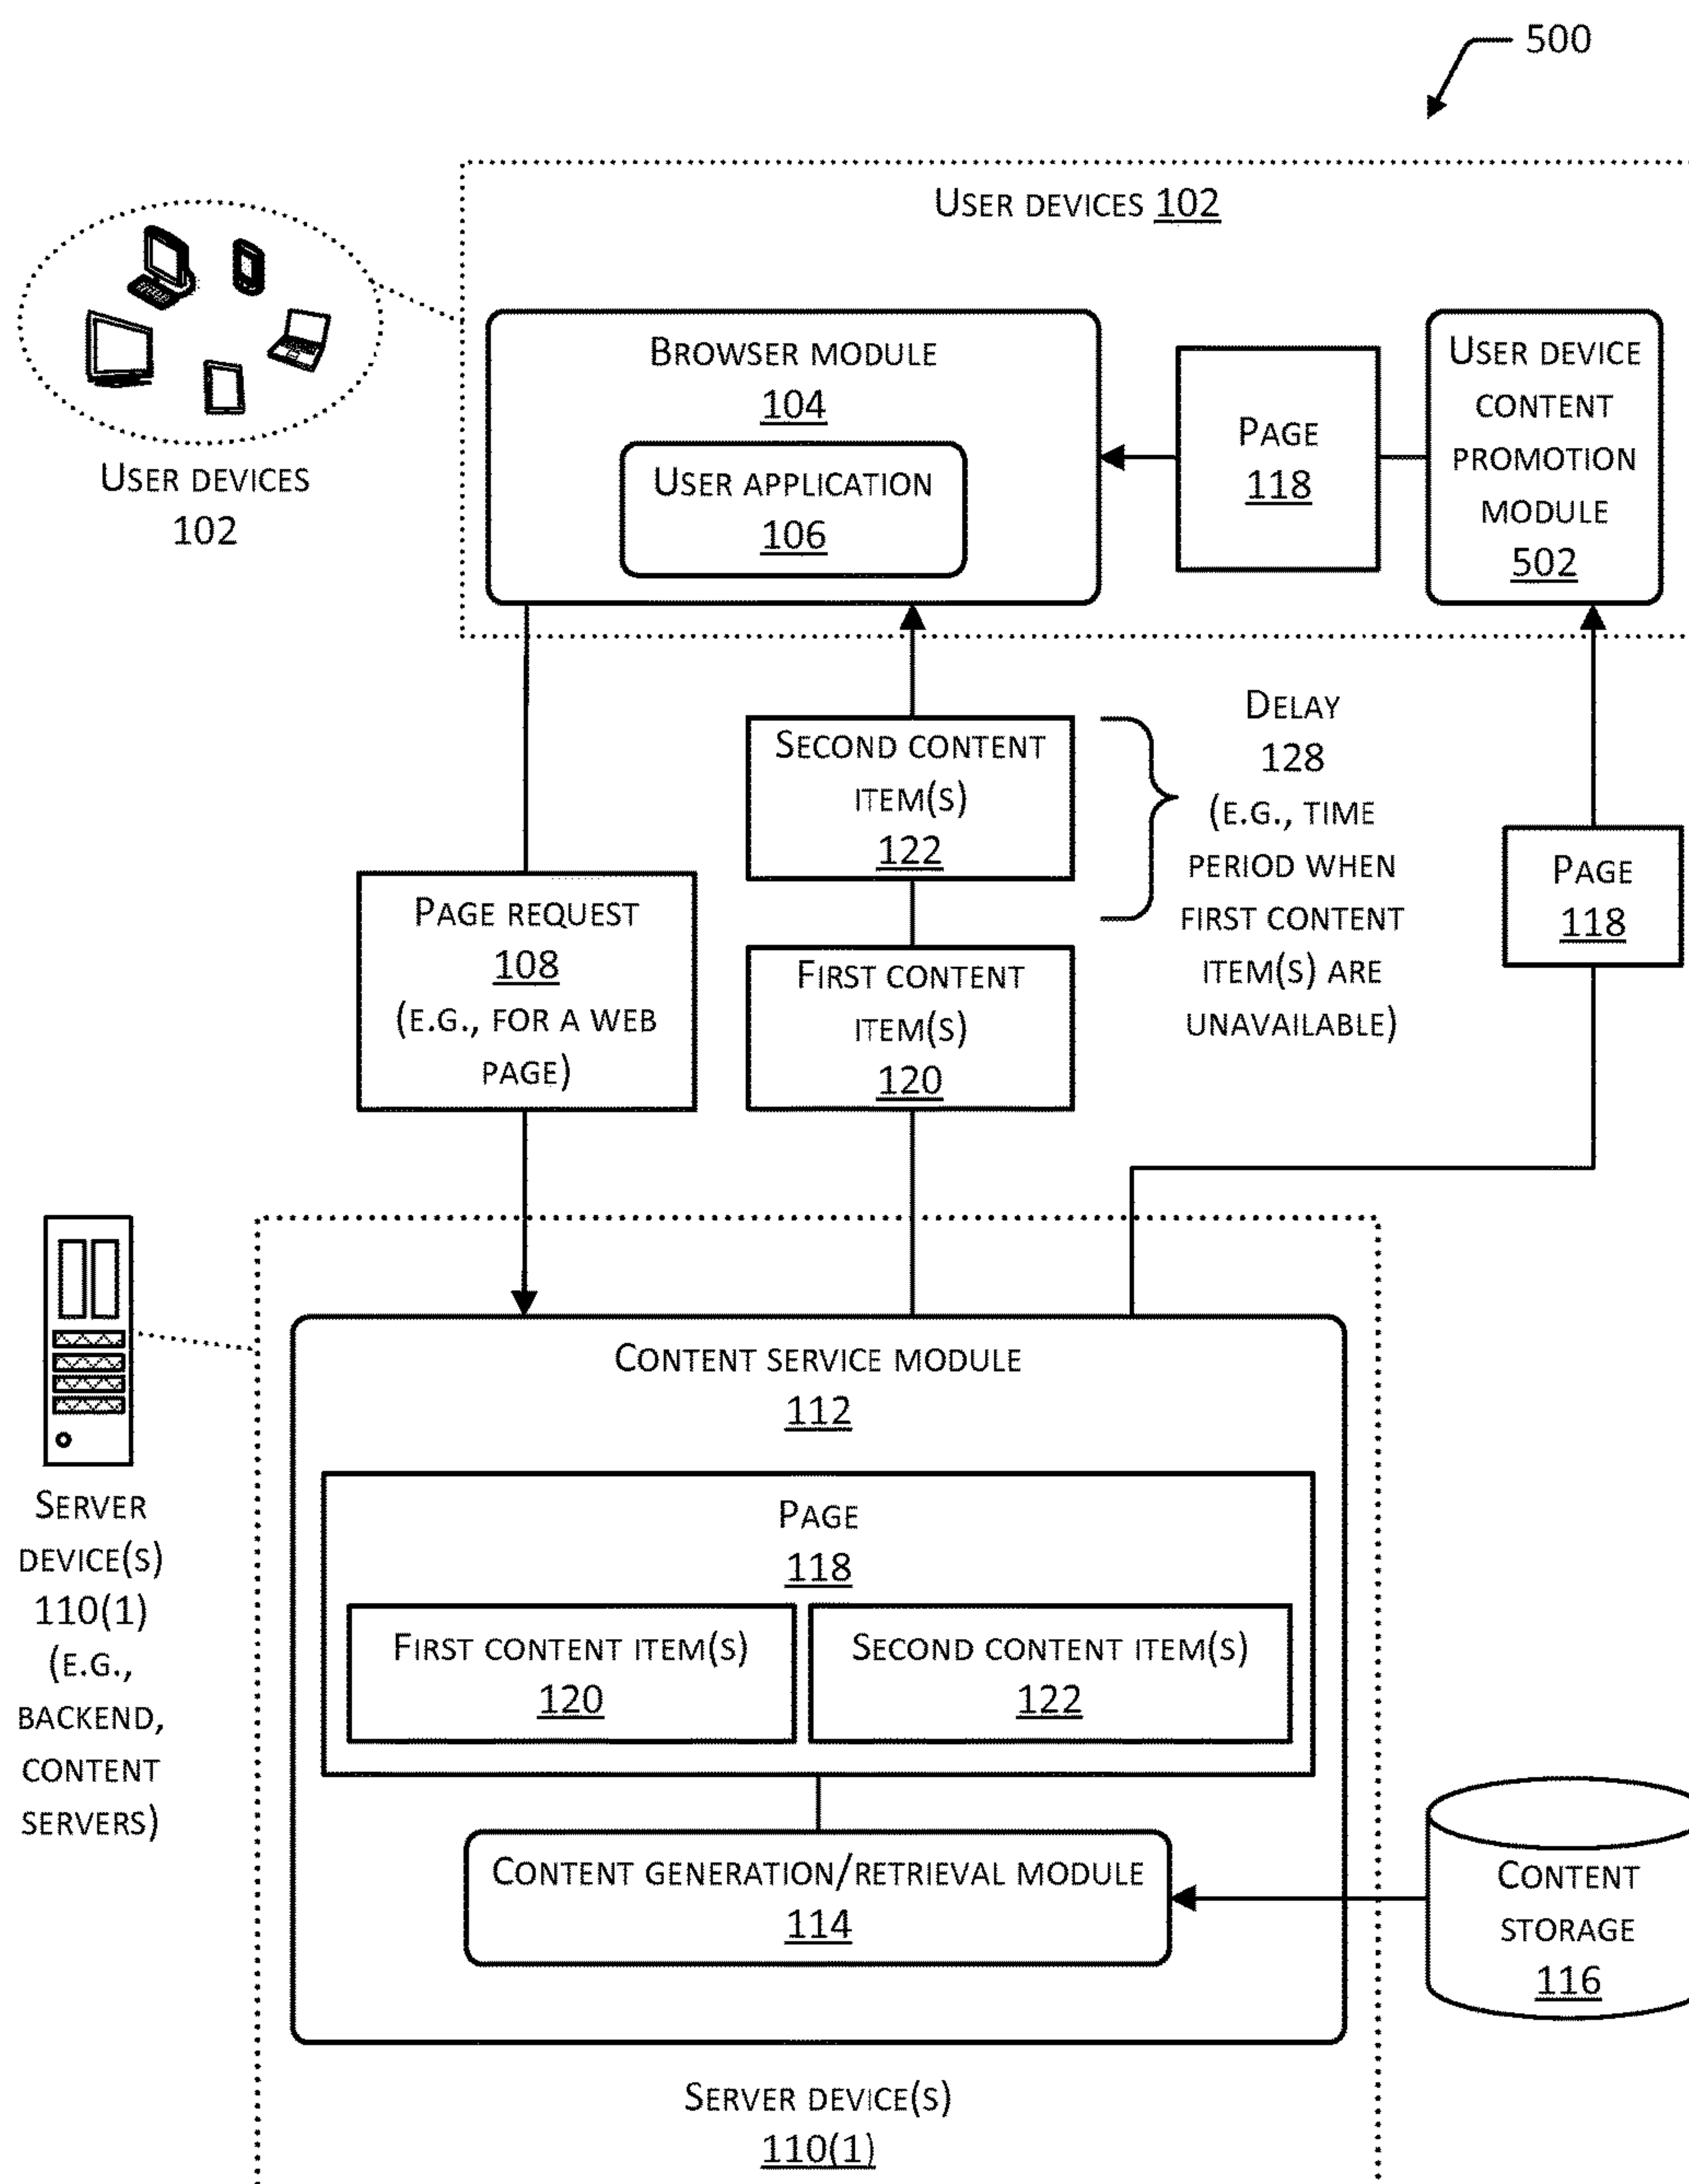 500
User devices 102
User devices
102
Browser module
104
User application
106
Page
118
User device
content
promotion
module
502
Second content
item(s)
122
Delay
128
(e.g., time
period when
first content
item(s) are
unavailable)
Page
118
Page request
108
(e.g., for a web
page)
First content
item(s)
120
Content service module
112
Page
118
First content item(s)
120
Second content item(s)
122
Content generation/retrieval module
114
Server
device(s)
110(1)
(e.g.,
backend,
content
servers)
Content
storage
116
Server device(s)
110(1)